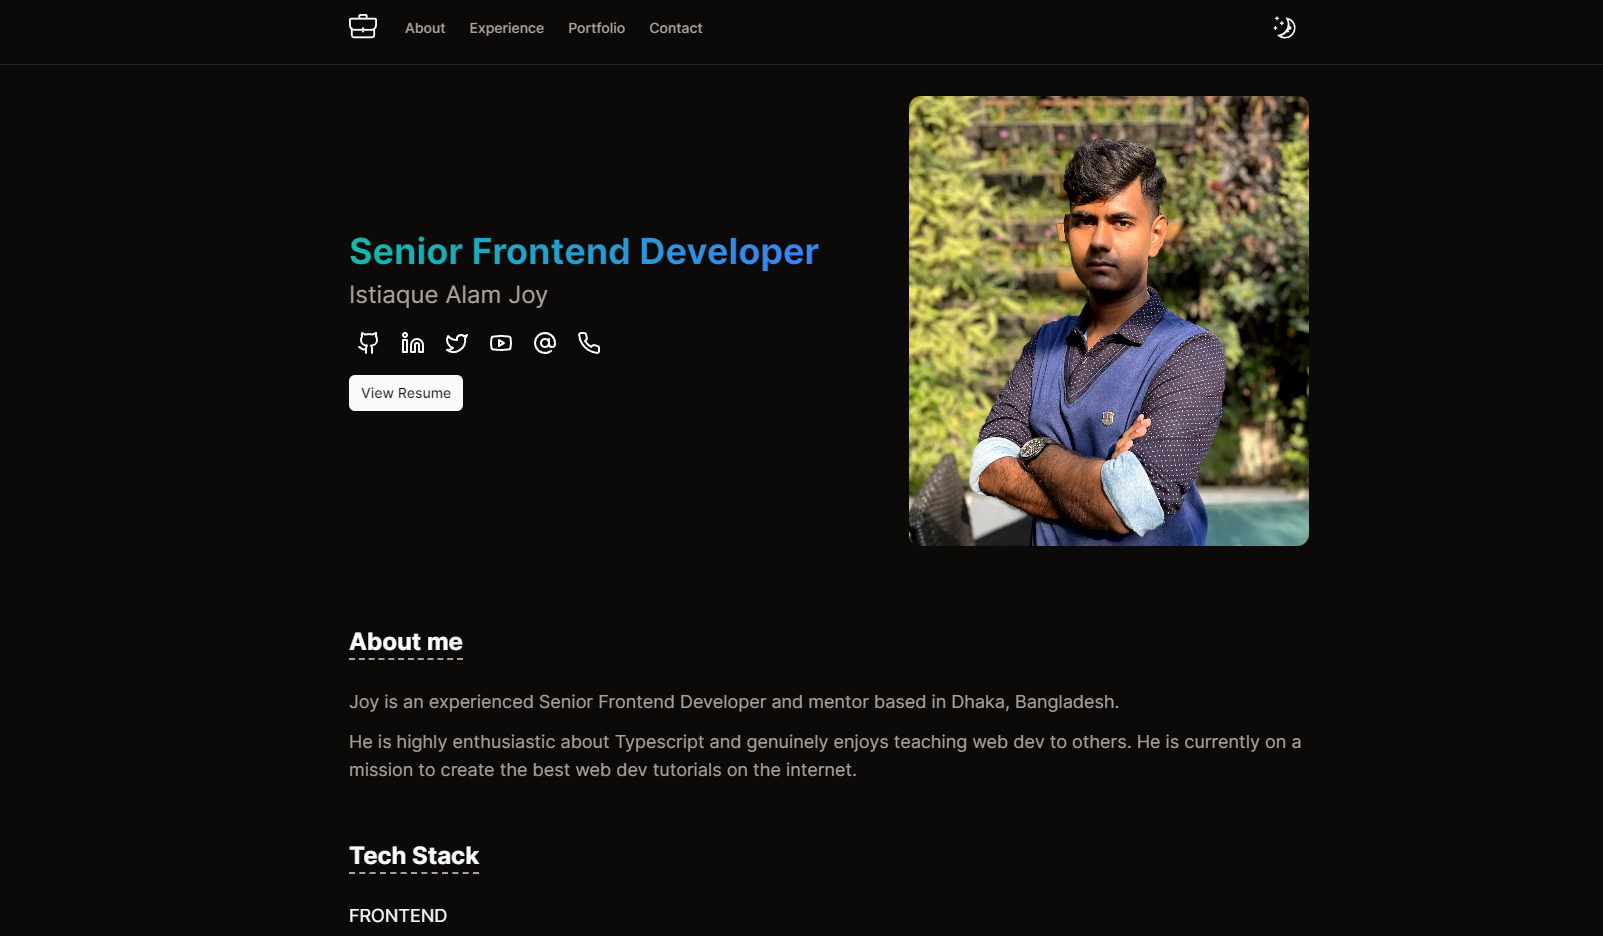 About
Experience
Portfolio
Contact
Senior Frontend Developer
Istiaque Alam Joy
View Resume
About me
Joy is an experienced Senior Frontend Developer and mentor based in Dhaka, Bangladesh.
He is highly enthusiastic about Typescript and genuinely enjoys teaching web dev to others. He is currently on a
mission to create the best web dev tutorials on the internet.
Tech Stack
FRONTEND